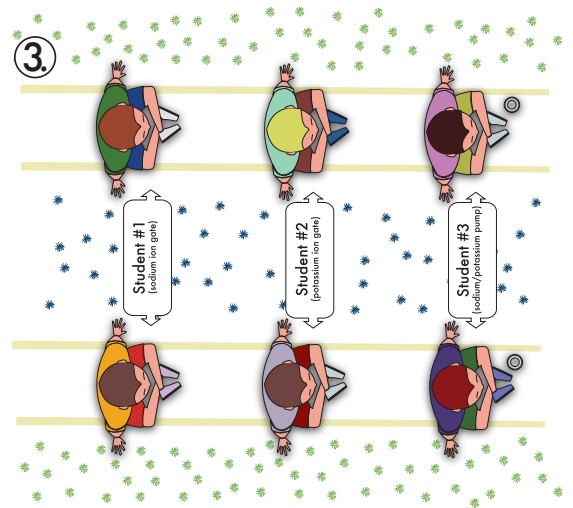 3.
Student #1
(sodium ion gate)
Student #2
(potassium ion gate)
Student #3
(sodium/potassium pump)